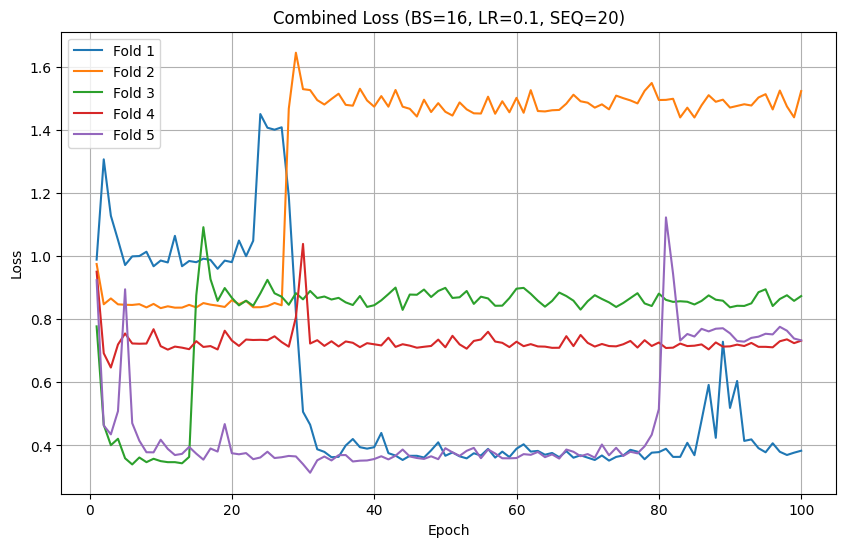 Combined Loss (BS=16, LR=0.1, SEQ=20)
Fold 1
Fold 2
Fold 3
Fold 4
Fold 5
Loss
1.6
1.4
1.2
1.0
0.8
0.6
0.4
0 20 40 60 80 100
Epoch